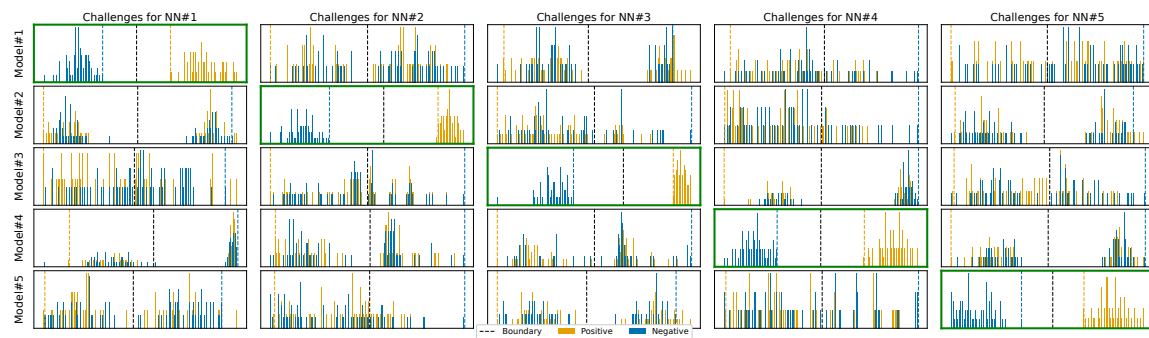 Challenges for NN#1 Challenges for NN#2 Challenges for NN#3 Challenges for NN#4 Challenges for NN#5
Model#1
Model#2
Model#3
Model#4
Model#5
Boundary Positive Negative